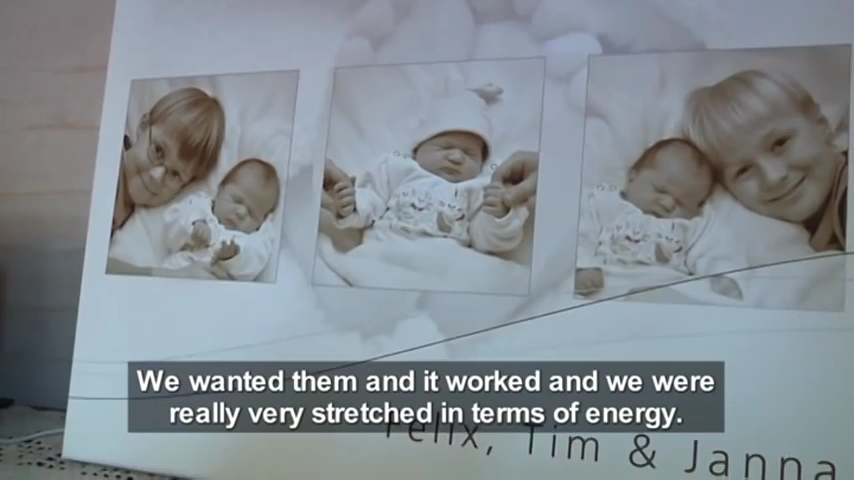 We wanted them and it worked and we were
really very stretched in terms of energy.
Felix, Tim & Janna